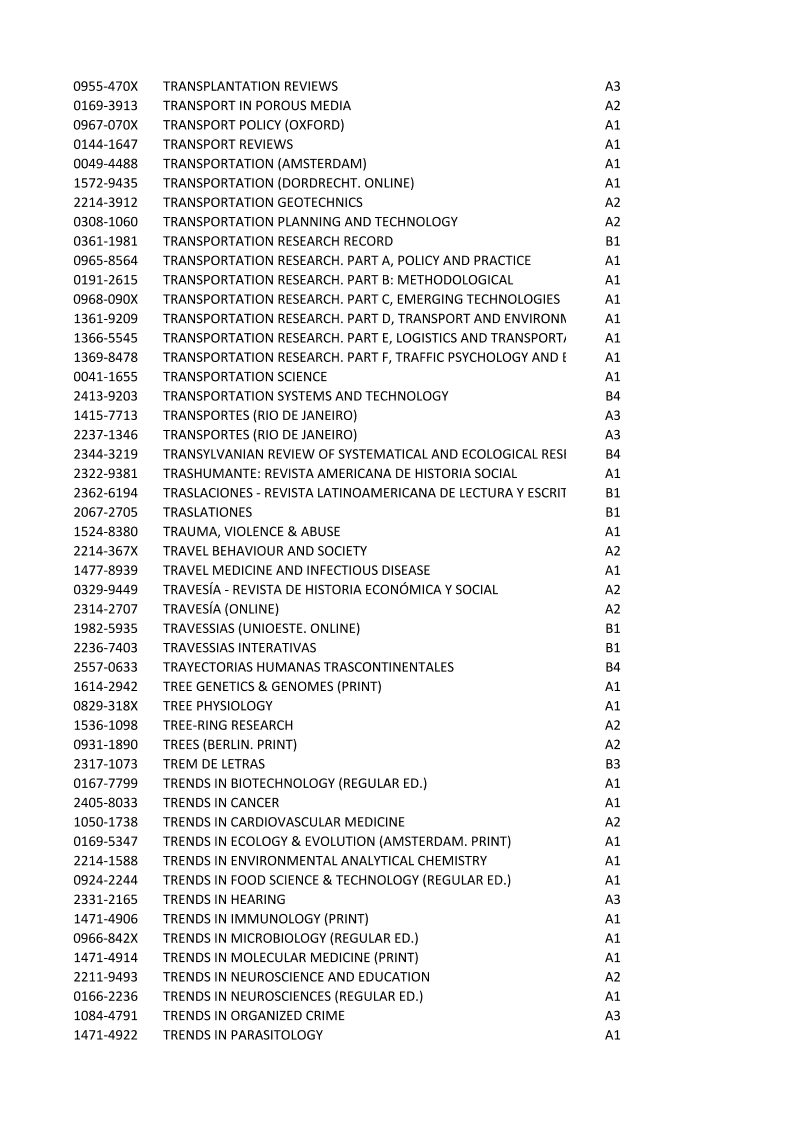 0955-470X TRANSPLANTATION REVIEWS A3
0169-3913 TRANSPORT IN POROUS MEDIA A2
0967-070X TRANSPORT POLICY (OXFORD) A1
0144-1647 TRANSPORT REVIEWS A1
0049-4488 TRANSPORTATION (AMSTERDAM) A1
1572-9435 TRANSPORTATION (DORDRECHT. ONLINE) A1
2214-3912 TRANSPORTATION GEOTECHNICS A2
0308-1060 TRANSPORTATION PLANNING AND TECHNOLOGY A2
0361-1981 TRANSPORTATION RESEARCH RECORD B1
0965-8564 TRANSPORTATION RESEARCH. PART A, POLICY AND PRACTICE A1
0191-2615 TRANSPORTATION RESEARCH. PART B: METHODOLOGICAL A1
0968-090X TRANSPORTATION RESEARCH. PART C, EMERGING TECHNOLOGIES A1
1361-9209 TRANSPORTATION RESEARCH. PART D, TRANSPORT AND ENVIRONM A1
1366-5545 TRANSPORTATION RESEARCH. PART E, LOGISTICS AND TRANSPORTA A1
1369-8478 TRANSPORTATION RESEARCH. PART F, TRAFFIC PSYCHOLOGY AND B A1
0041-1655 TRANSPORTATION SCIENCE A1
2413-9203 TRANSPORTATION SYSTEMS AND TECHNOLOGY B4
1415-7713 TRANSPORTES (RIO DE JANEIRO) A3
2237-1346 TRANSPORTES (RIO DE JANEIRO) A3
2344-3219 TRANSYLVANIAN REVIEW OF SYSTEMATICAL AND ECOLOGICAL RESE B4
2322-9381 TRASHUMANTE: REVISTA AMERICANA DE HISTORIA SOCIAL A1
2362-6194 TRASLACIONES - REVISTA LATINOAMERICANA DE LECTURA Y ESCRIT B1
2067-2705 TRASLATIONES B1
1524-8380 TRAUMA, VIOLENCE & ABUSE A1
2214-367X TRAVEL BEHAVIOUR AND SOCIETY A2
1477-8939 TRAVEL MEDICINE AND INFECTIOUS DISEASE A1
0329-9449 TRAVESÍA - REVISTA DE HISTORIA ECONÓMICA Y SOCIAL A2
2314-2707 TRAVESÍA (ONLINE) A2
1982-5935 TRAVESSIAS (UNIOESTE. ONLINE) B1
2236-7403 TRAVESSIAS INTERATIVAS B1
2557-0633 TRAYECTORIAS HUMANAS TRASCONTINENTALES B4
1614-2942 TREE GENETICS & GENOMES (PRINT) A1
0829-318X TREE PHYSIOLOGY A1
1536-1098 TREE-RING RESEARCH A2
0931-1890 TREES (BERLIN. PRINT) A2
2317-1073 TREM DE LETRAS B3
0167-7799 TRENDS IN BIOTECHNOLOGY (REGULAR ED.) A1
2405-8033 TRENDS IN CANCER A1
1050-1738 TRENDS IN CARDIOVASCULAR MEDICINE A2
0169-5347 TRENDS IN ECOLOGY & EVOLUTION (AMSTERDAM. PRINT) A1
2214-1588 TRENDS IN ENVIRONMENTAL ANALYTICAL CHEMISTRY A1
0924-2244 TRENDS IN FOOD SCIENCE & TECHNOLOGY (REGULAR ED.) A1
2331-2165 TRENDS IN HEARING A3
1471-4906 TRENDS IN IMMUNOLOGY (PRINT) A1
0966-842X TRENDS IN MICROBIOLOGY (REGULAR ED.) A1
1471-4914 TRENDS IN MOLECULAR MEDICINE (PRINT) A1
2211-9493 TRENDS IN NEUROSCIENCE AND EDUCATION A2
0166-2236 TRENDS IN NEUROSCIENCES (REGULAR ED.) A1
1084-4791 TRENDS IN ORGANIZED CRIME A3
1471-4922 TRENDS IN PARASITOLOGY A1